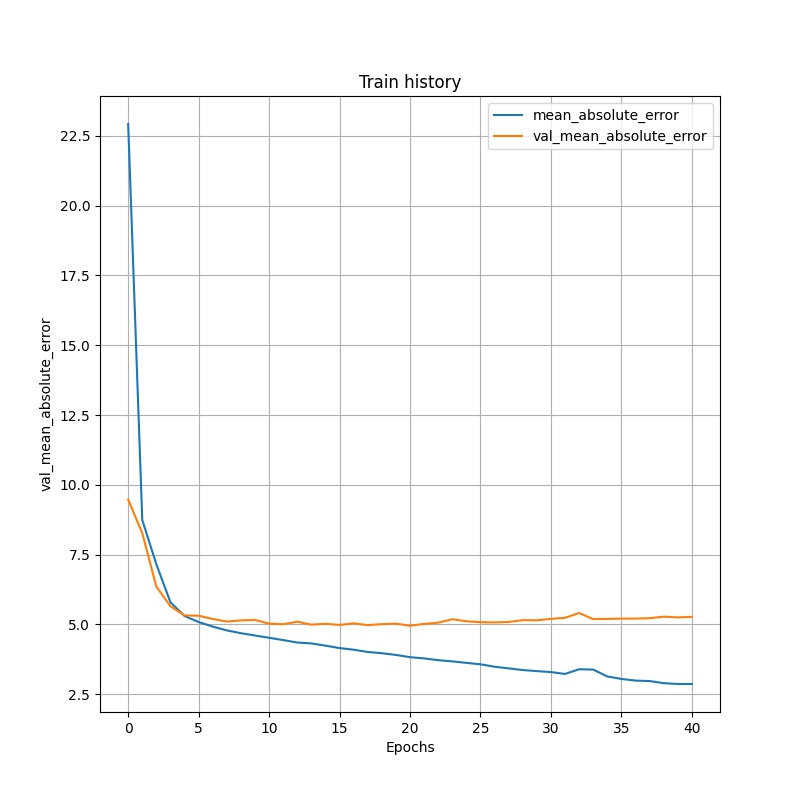 Train history
mean_absolute_error
val_mean_absolute_error
22.5
20.0
17.5
15.0
12.5
10.0
7.5
5.0
2.5
val_mean_absolute_error
0 5 10 15 20 25 30 35 40
Epochs